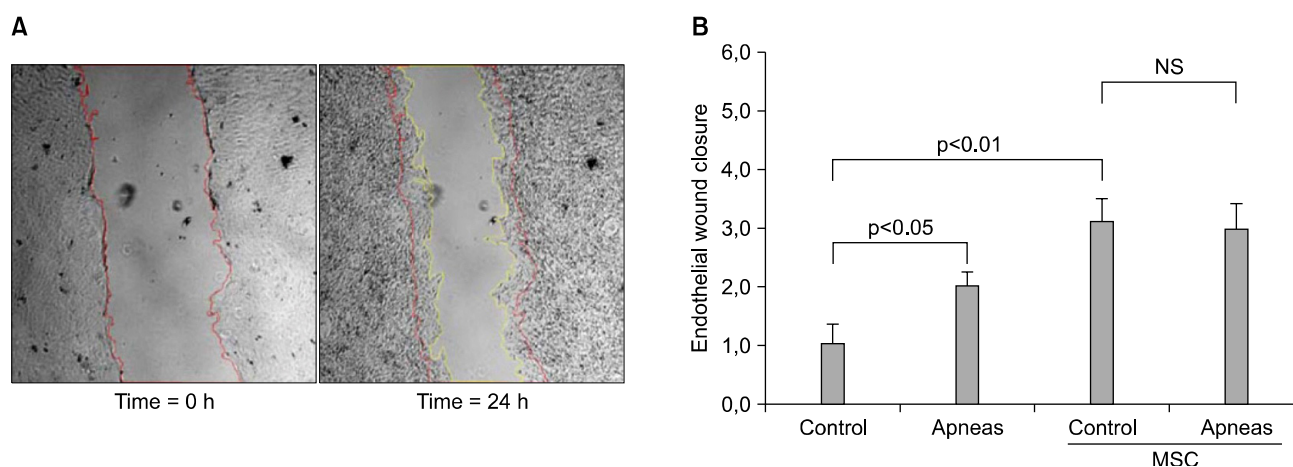 A
Time = 0 h
Time = 24 h
B
Endothelial wound closure
6,0
5,0
4,0
3,0
2,0
1,0
0,0
NS
p<0.01
p<0.05
Control
Apneas
Control
Apneas
MSC